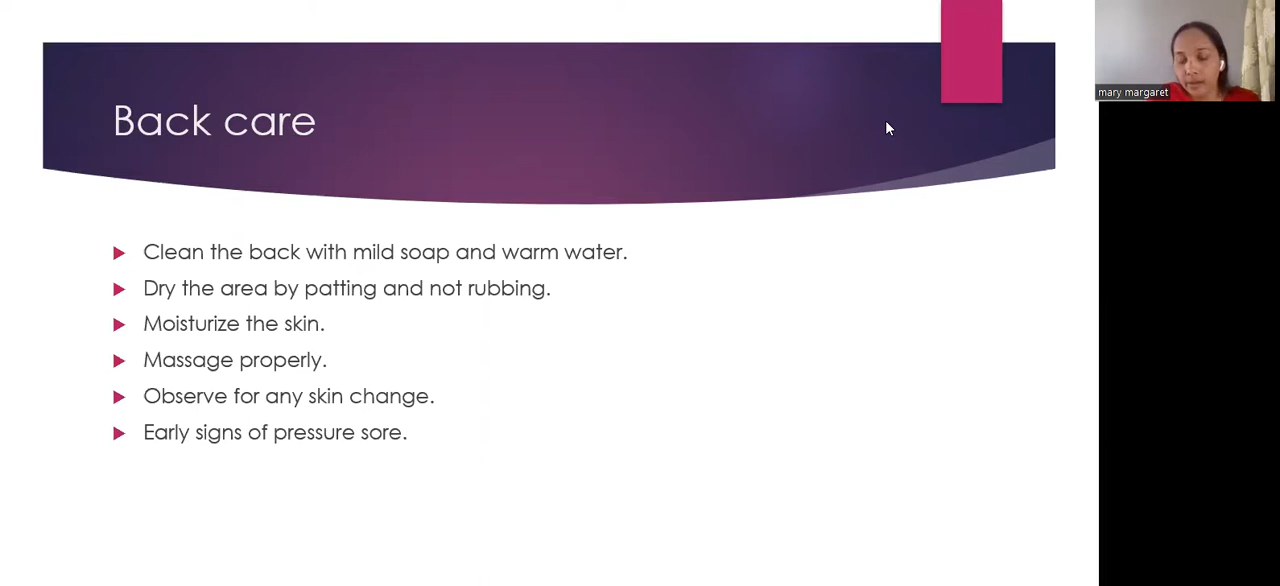 Back care
Clean the back with mild soap and warm water.
Dry the area by patting and not rubbing.
Moisturize the skin.
Massage properly.
Observe for any skin change.
Early signs of pressure sore.
mary margaret